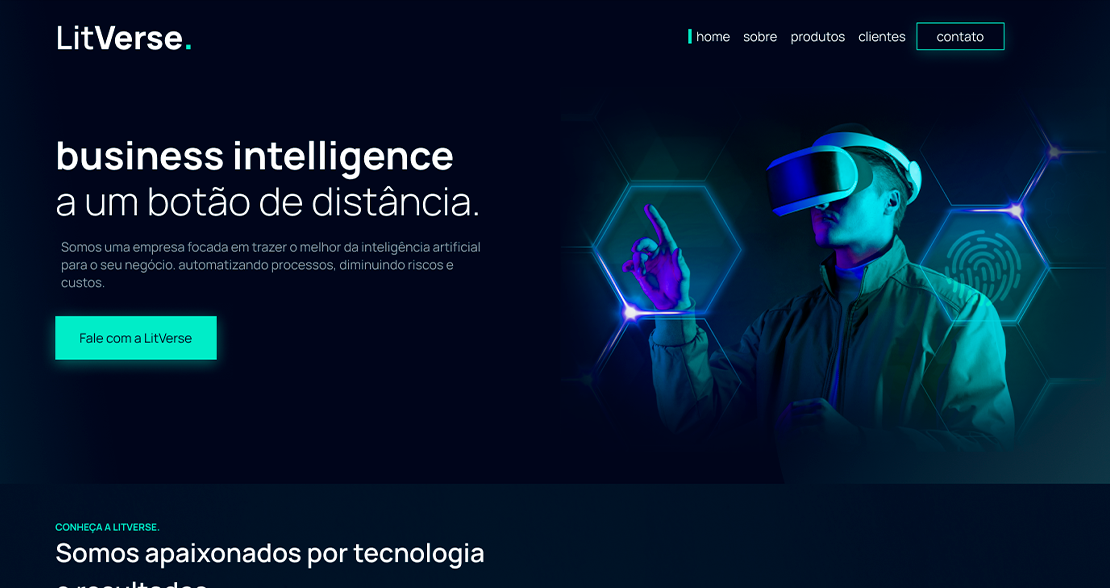 LitVerse.
home sobre produtos clientes contato
business intelligence
a um botão de distância.
Somos uma empresa focada em trazer o melhor da inteligência artificial
para o seu negócio. automatizando processos, diminuindo riscos e
custos.
Fale com a LitVerse
CONHEÇA A LITVERSE.
Somos apaixonados por tecnologia
e resultados